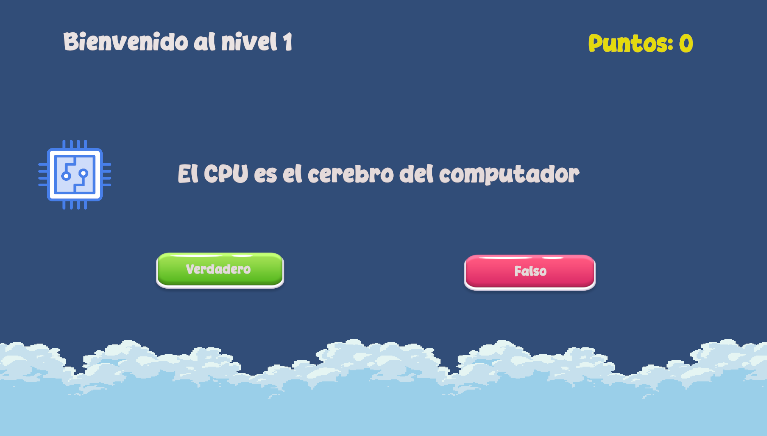 Bienvenido al nivel 1
Puntos: 0
El CPU es el cerebro del computador
Verdadero
Falso